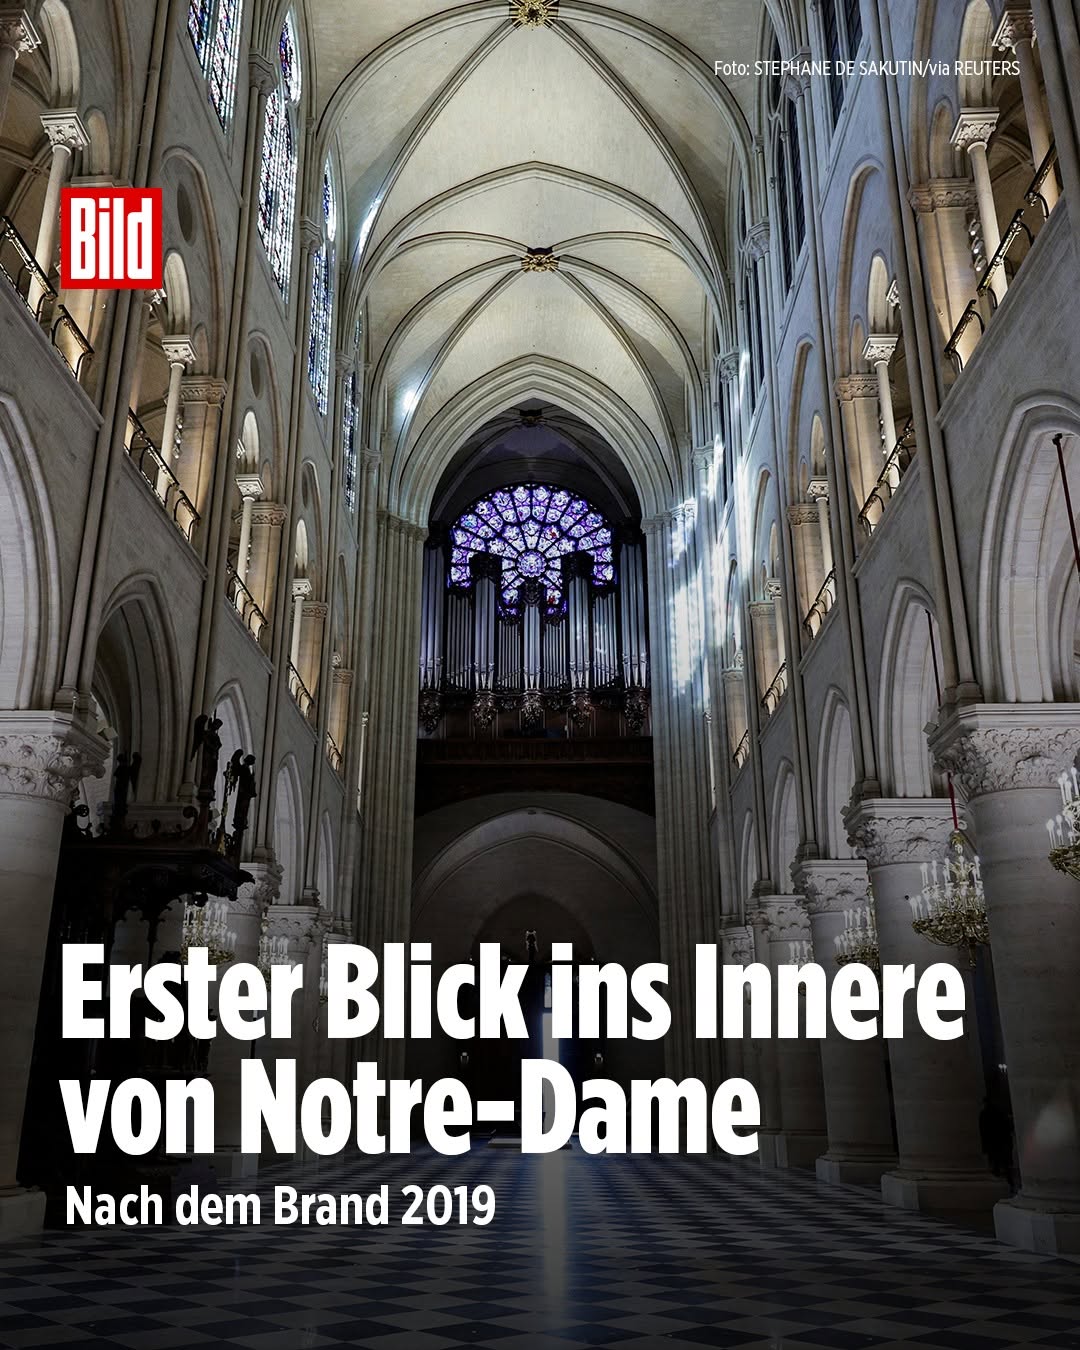 Foto: STEPHANE DE SAKUTIN/via REUTERS
Bild
Erster Blick ins Innere
von Notre-Dame
Nach dem Brand 2019